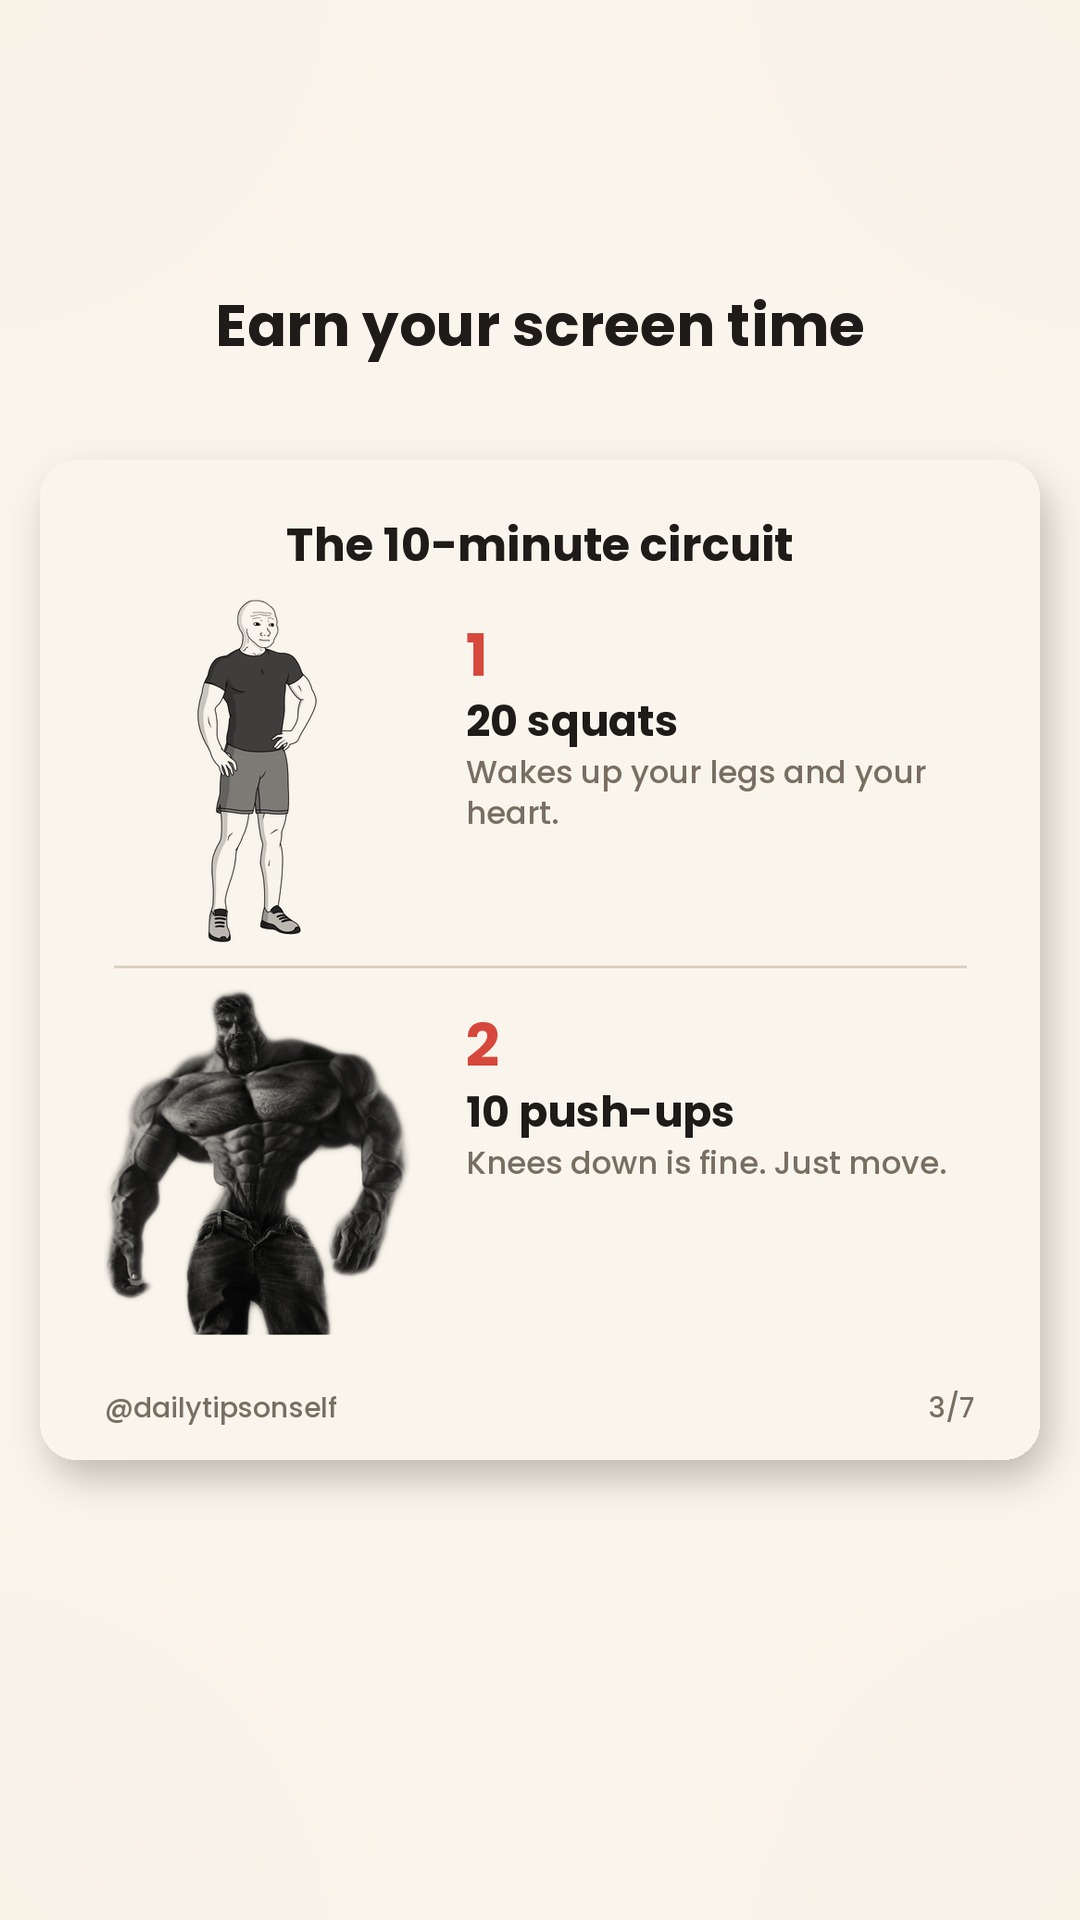 Earn your screen time
The 10-minute circuit
1
20 squats
Wakes up your legs and your
heart.
2
10 push-ups
Knees down is fine. Just move.
@dailytipsonself
3/7